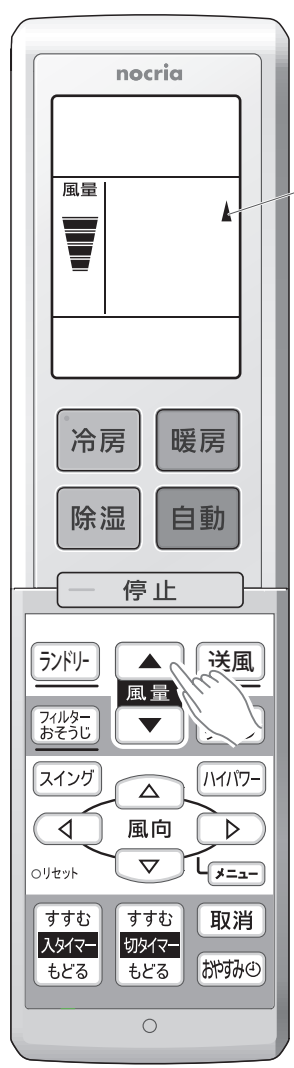 nocria
風量
冷房
暖房
除湿
自動
停止
ランドリー
送風
風量
フィルター
おそうじ
スイング
ハイパワー
風向
リセット
メニュー
すすむ
入タイマー
もどる
すすむ
切タイマー
もどる
取消
おやすみ